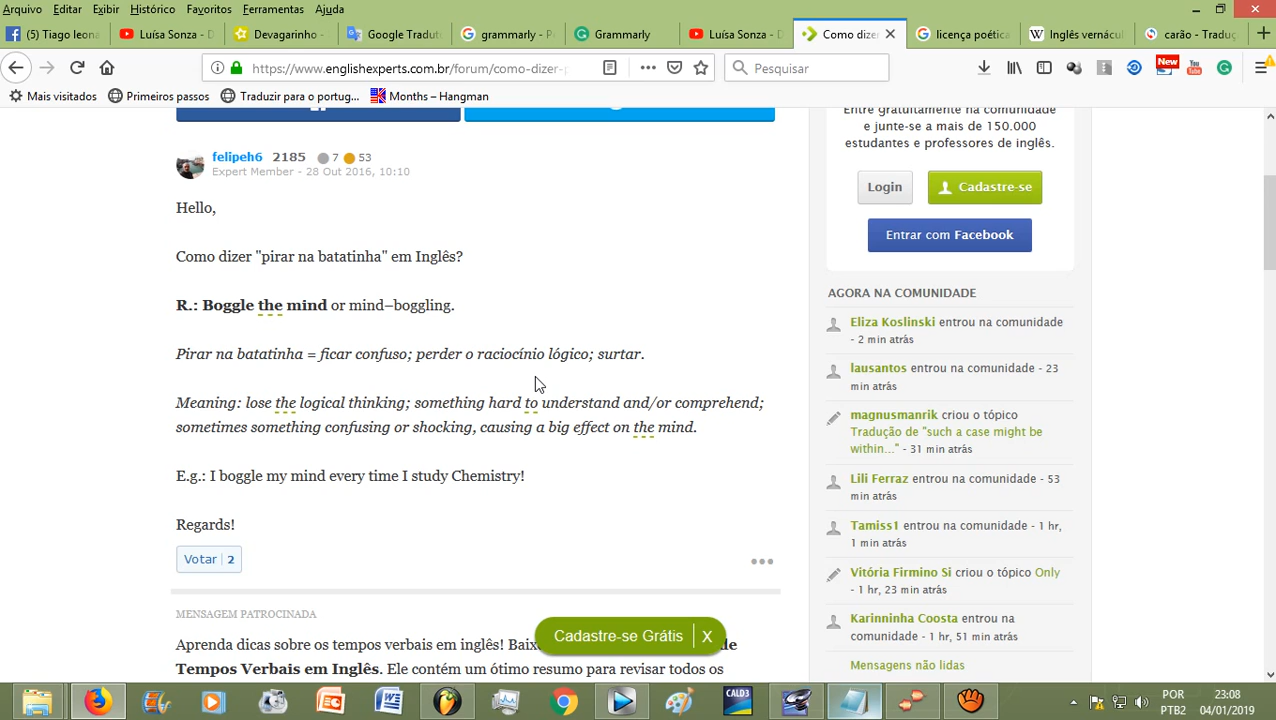 Arquivo Editar Exibir Histórico Favoritos Ferramentas Ajuda
(5) Tiago leona
Luísa Sonza - D
Devagarinho -
Google Tradut
grammarly - P
Grammarly
Luísa Sonza - D
Como dizer
licença poética
Inglês vernácul
carão - Traduç
https://www.englishexperts.com.br/forum/como-dizer-p
Pesquisar
New
Mais visitados
Primeiros passos
Traduzir para o portug...
Months – Hangman
felipeh6 2185 7 53
Expert Member - 28 Out 2016, 10:10
Hello,
Como dizer "pirar na batatinha" em Inglês?
R.: Boggle the mind or mind–boggling.
Pirar na batatinha = ficar confuso; perder o raciocínio lógico; surtar.
Meaning: lose the logical thinking; something hard to understand and/or comprehend;
sometimes something confusing or shocking, causing a big effect on the mind.
E.g.: I boggle my mind every time I study Chemistry!
Regards!
Votar 2
MENSAGEM PATROCINADA
Aprenda dicas sobre os tempos verbais em inglês! Baix
de
Tempos Verbais em Inglês. Ele contém um ótimo resumo para revisar todos os
Cadastre-se Grátis X
Entre gratuitamente na comunidade
e junte-se a mais de 150.000
estudantes e professores de inglês.
Login
Cadastre-se
Entrar com Facebook
AGORA NA COMUNIDADE
Eliza Koslinski entrou na comunidade
- 2 min atrás
lausantos entrou na comunidade - 23
min atrás
magnusmanrik criou o tópico
Tradução de "such a case might be
within..." - 31 min atrás
Lili Ferraz entrou na comunidade - 53
min atrás
Tamiss1 entrou na comunidade - 1 hr,
1 min atrás
Vitória Firmino Si criou o tópico Only
- 1 hr, 23 min atrás
Karinninha Coosta entrou na
comunidade - 1 hr, 51 min atrás
Mensagens não lidas
CALD3
POR
PTB2
23:08
04/01/2019